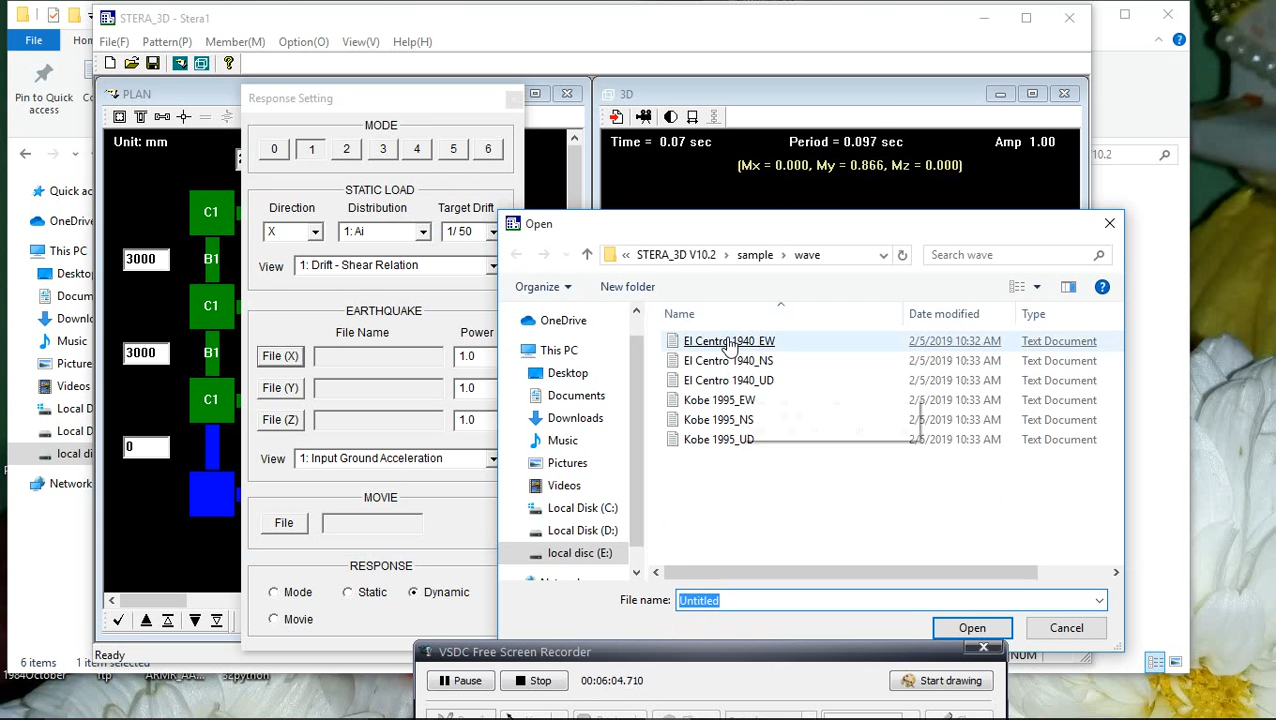 File
Hom
Pin to Quick
access
STERA_3D - Stera1
File(F) Pattern(P) Member(M) Option(O) View(V) Help(H)
PLAN
Unit: mm
C1
3000 B1
C1
3000 B1
C1
0
Response Setting
MODE
0 1 2 3 4 5 6
STATIC LOAD
Direction Distribution Target Drift
X 1: Ai 1/ 50
View 1: Drift - Shear Relation
EARTHQUAKE
File Name Power
File (X) 1.0
File (Y) 1.0
File (Z) 1.0
View 1: Input Ground Acceleration
MOVIE
File
RESPONSE
Mode Static Dynamic
Movie
3D
Time = 0.07 sec Period = 0.097 sec Amp 1.00
(Mx = 0.000, My = 0.866, Mz = 0.000)
10.2
Open
« STERA_3D V10.2 › sample › wave
Search wave
Organize New folder
Name Date modified Type
El Centro 1940_EW 2/5/2019 10:32 AM Text Document
El Centro 1940_NS 2/5/2019 10:33 AM Text Document
El Centro 1940_UD 2/5/2019 10:33 AM Text Document
Kobe 1995_EW 2/5/2019 10:33 AM Text Document
Kobe 1995_NS 2/5/2019 10:33 AM Text Document
Kobe 1995_UD 2/5/2019 10:33 AM Text Document
OneDrive
This PC
Desktop
Documents
Downloads
Music
Pictures
Videos
Local Disk (C:)
Local Disk (D:)
local disc (E:)
File name: Untitled
Open Cancel
Quick ac
OneDrive
This PC
Desktop
Docum
Downlo
Music
Picture
Videos
Local D
Local D
local di
Network
Ready
NUM
6 items 1 item selected
1984October ftp ARMR_AA... s2python
VSDC Free Screen Recorder
Pause Stop 00:06:04.710 Start drawing